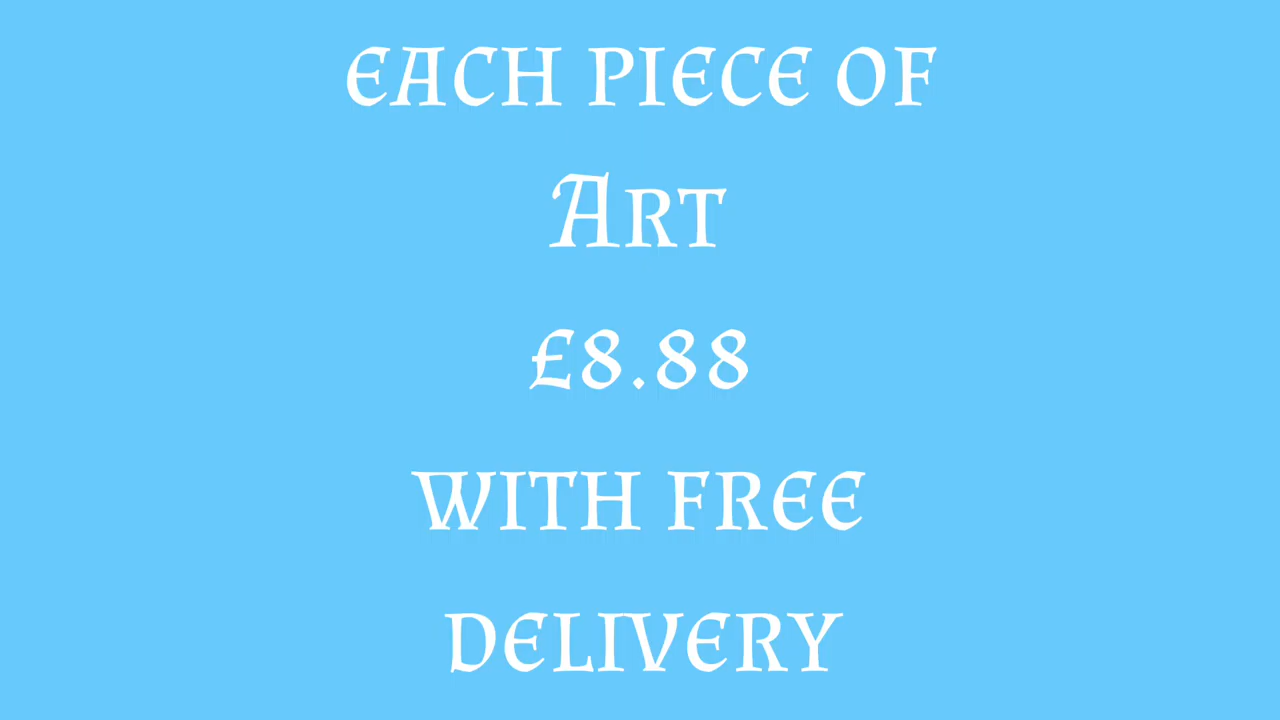 EACH PIECE OF
ART
£8.88
WITH FREE
DELIVERY